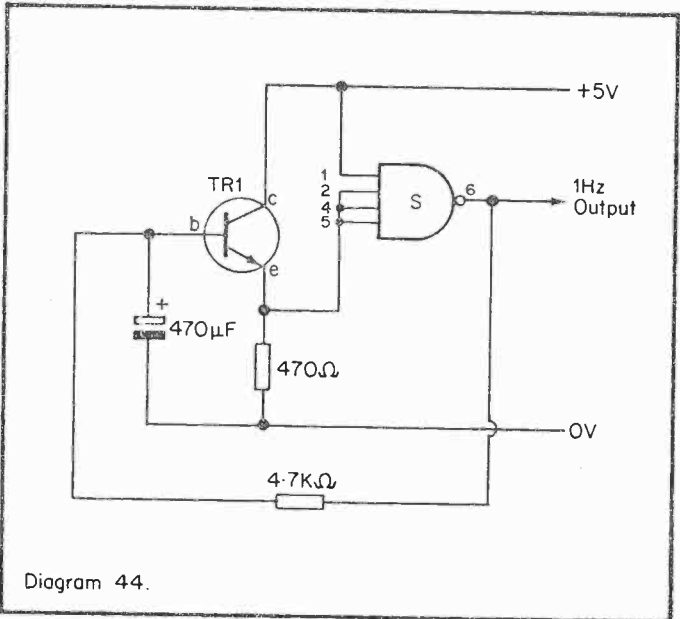 +5V
TR1
c
b
e
1
2
4
5
S
6
1Hz
Output
+
470µF
470Ω
0V
4·7KΩ
Diagram 44.